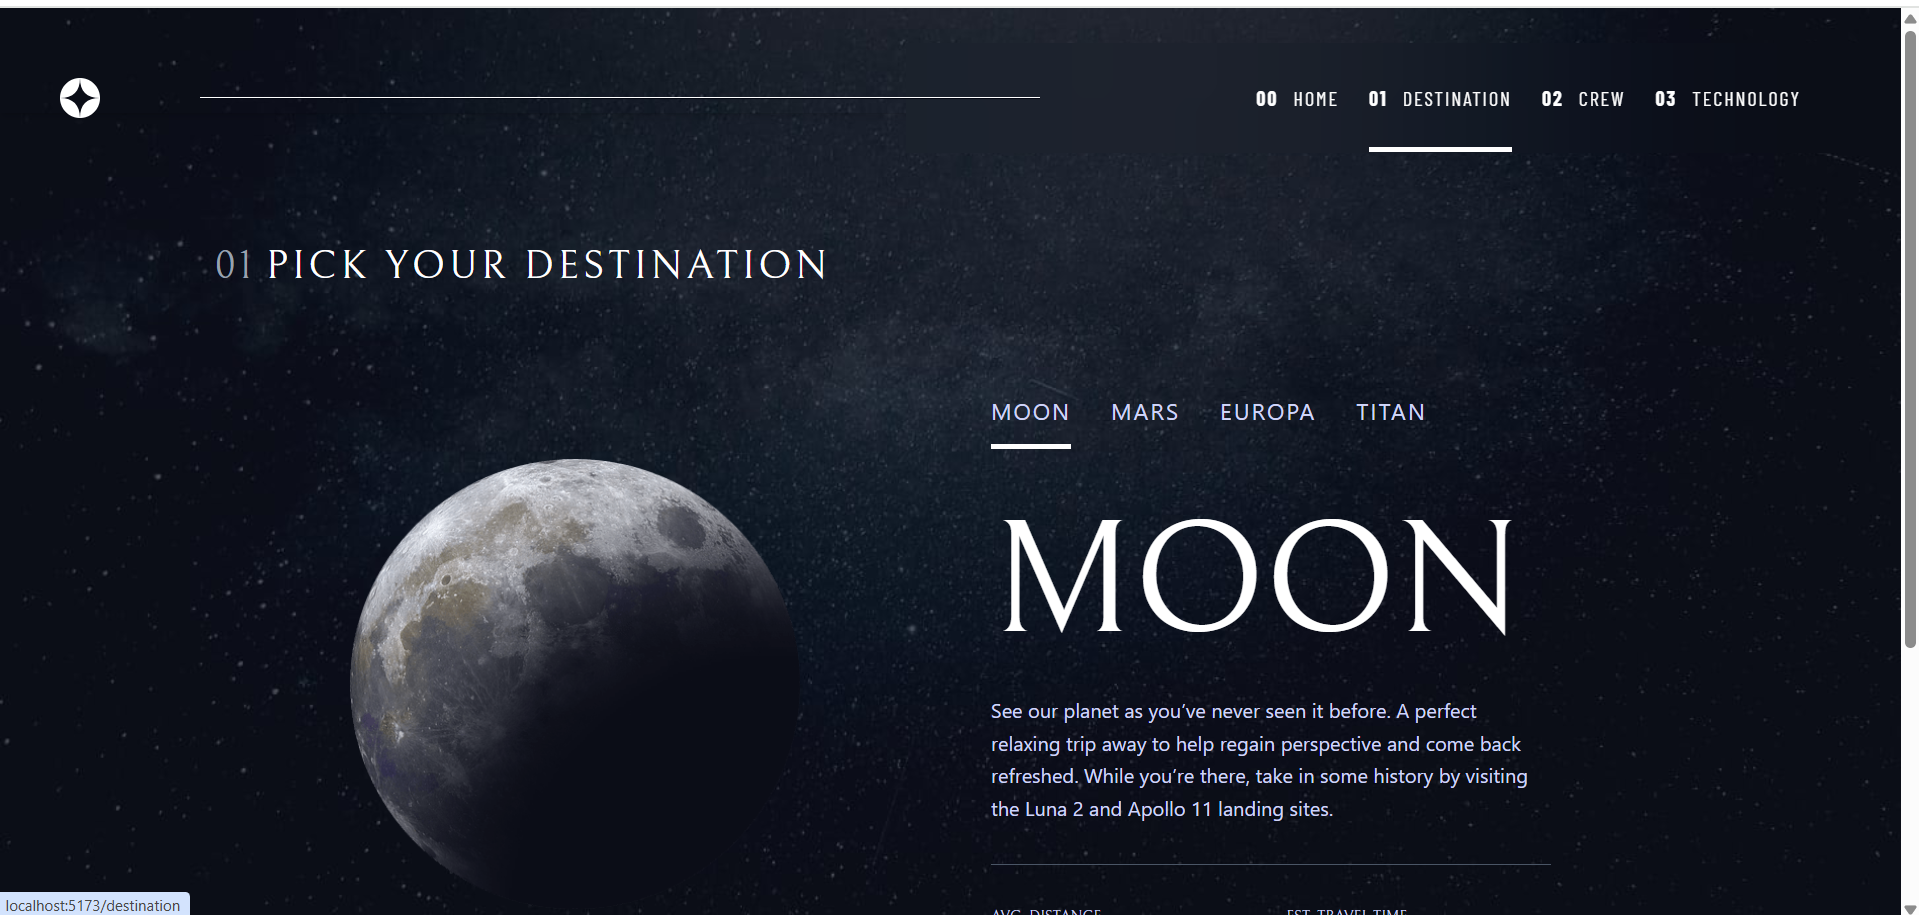 00 HOME 01 DESTINATION 02 CREW 03 TECHNOLOGY
01 PICK YOUR DESTINATION
MOON MARS EUROPA TITAN
MOON
See our planet as you’ve never seen it before. A perfect
relaxing trip away to help regain perspective and come back
refreshed. While you’re there, take in some history by visiting
the Luna 2 and Apollo 11 landing sites.
AVG. DISTANCE EST. TRAVEL TIME
localhost:5173/destination